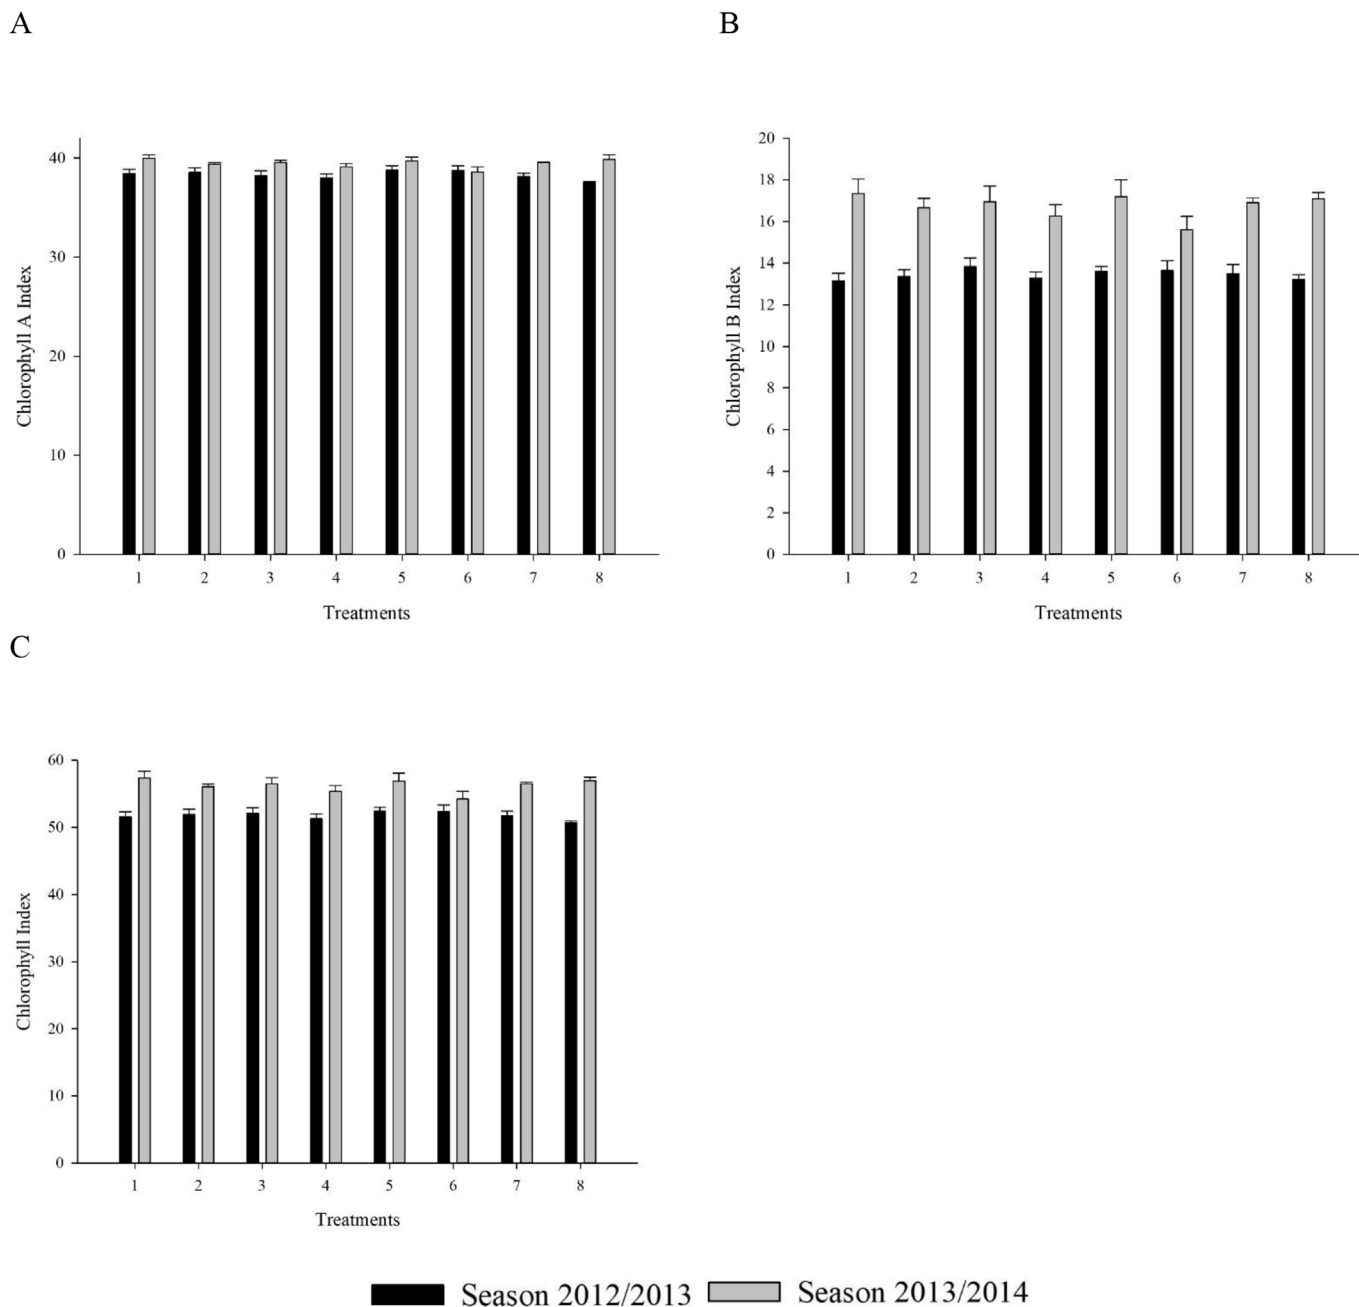 A
B
40
30
20
10
0
Chlorophyll A Index
1 2 3 4 5 6 7 8
Treatments
20
18
16
14
12
10
8
6
4
2
0
Chlorophyll B Index
1 2 3 4 5 6 7 8
Treatments
C
60
50
40
30
20
10
0
Chlorophyll Index
1 2 3 4 5 6 7 8
Treatments
Season 2012/2013 Season 2013/2014